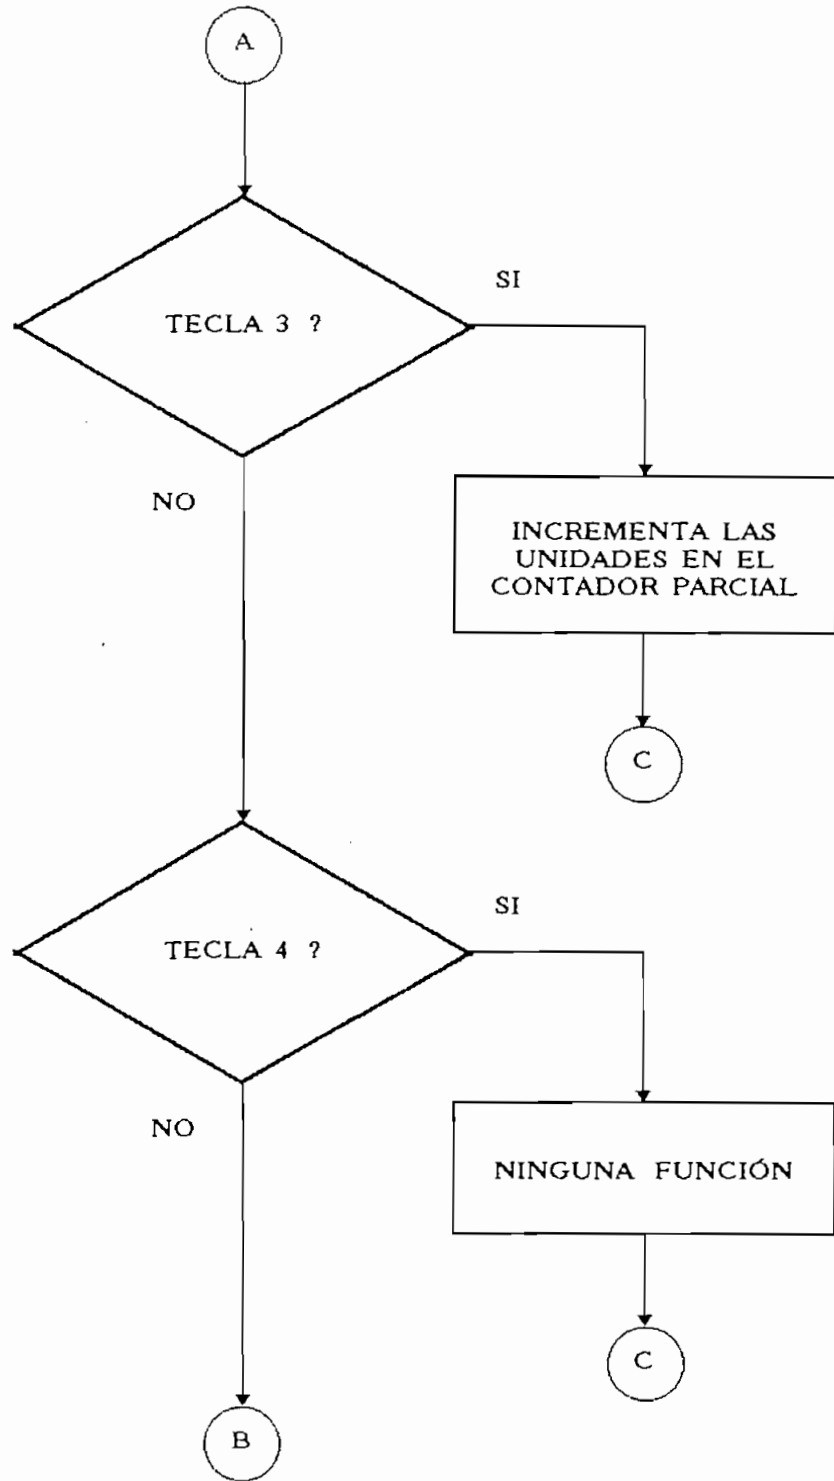 A
SI
TECLA 3 ?
NO
INCREMENTA LAS
UNIDADES EN EL
CONTADOR PARCIAL
C
SI
TECLA 4 ?
NO
NINGUNA FUNCIÓN
C
B